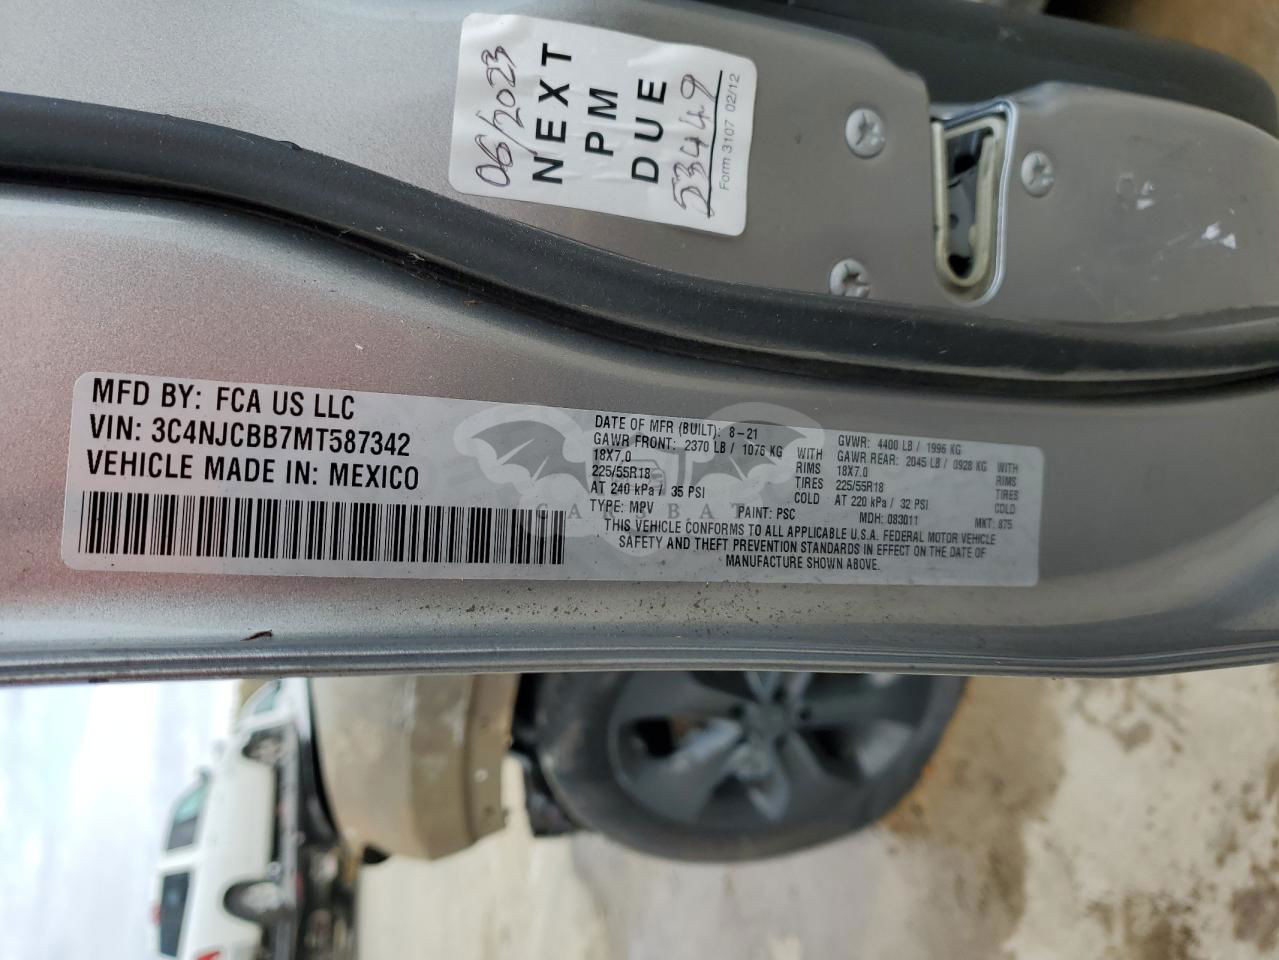 06/2023
NEXT
PM
DUE
53449
Form 3107 02/12
MFD BY: FCA US LLC
VIN: 3C4NJCBB7MT587342
VEHICLE MADE IN: MEXICO
DATE OF MFR (BUILT): 8-21
GAWR FRONT: 2370 LB / 1076 KG WITH
18X7.0 RIMS
225/55R18 TIRES
AT 240 kPa / 35 PSI COLD
GVWR: 4400 LB / 1996 KG
GAWR REAR: 2045 LB / 0928 KG WITH
18X7.0 RIMS
225/55R18 TIRES
AT 220 kPa / 32 PSI COLD
TYPE: MPV PAINT: PSC MDH: 083011 MKT: 875
THIS VEHICLE CONFORMS TO ALL APPLICABLE U.S.A. FEDERAL MOTOR VEHICLE
SAFETY AND THEFT PREVENTION STANDARDS IN EFFECT ON THE DATE OF
MANUFACTURE SHOWN ABOVE.